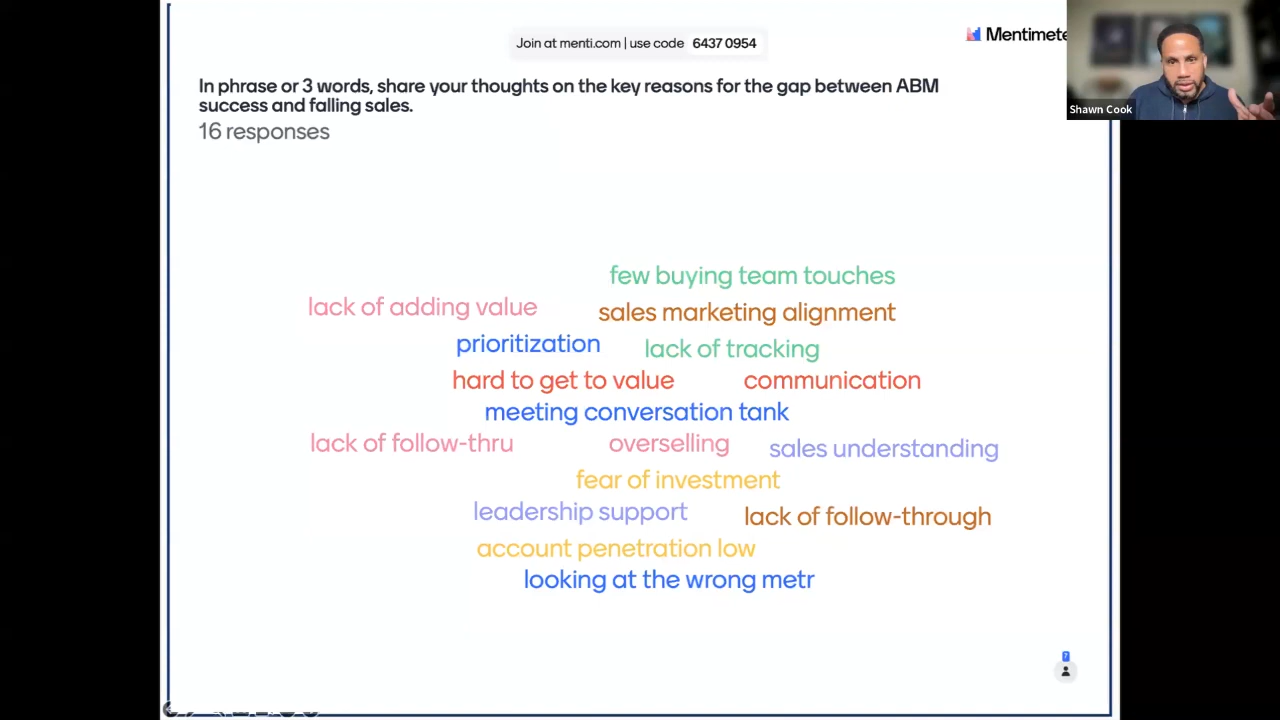 Join at menti.com | use code 6437 0954
Mentimete
Shawn Cook
In phrase or 3 words, share your thoughts on the key reasons for the gap between ABM
success and falling sales.
16 responses
few buying team touches
lack of adding value
sales marketing alignment
prioritization
lack of tracking
hard to get to value
communication
meeting conversation tank
lack of follow-thru
overselling
sales understanding
fear of investment
leadership support
lack of follow-through
account penetration low
looking at the wrong metr